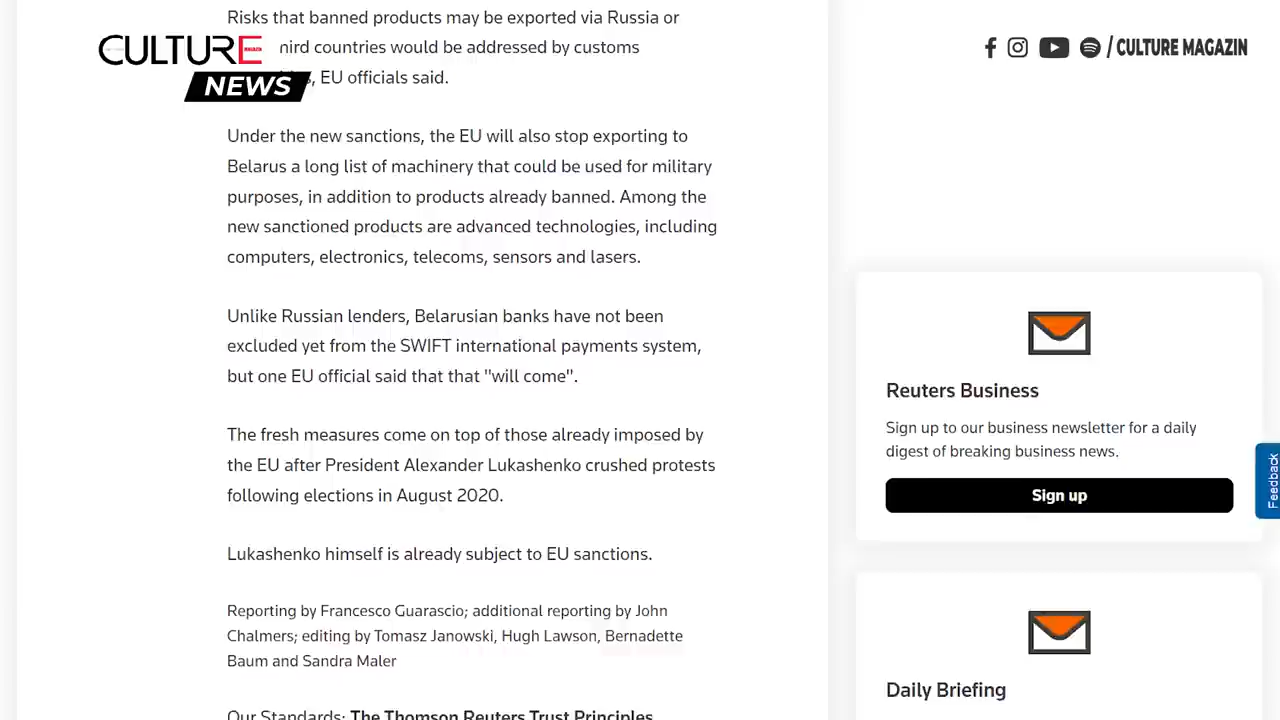 Risks that banned products may be exported via Russia or
CULTURE
NEWS
countries would be addressed by customs
, EU officials said.
/ CULTURE MAGAZIN
Under the new sanctions, the EU will also stop exporting to
Belarus a long list of machinery that could be used for military
purposes, in addition to products already banned. Among the
new sanctioned products are advanced technologies, including
computers, electronics, telecoms, sensors and lasers.
Unlike Russian lenders, Belarusian banks have not been
excluded yet from the SWIFT international payments system,
but one EU official said that that "will come".
The fresh measures come on top of those already imposed by
the EU after President Alexander Lukashenko crushed protests
following elections in August 2020.
Lukashenko himself is already subject to EU sanctions.
Reporting by Francesco Guarascio; additional reporting by John
Chalmers; editing by Tomasz Janowski, Hugh Lawson, Bernadette
Baum and Sandra Maler
Our Standards: The Thomson Reuters Trust Principles
Reuters Business
Sign up to our business newsletter for a daily
digest of breaking business news.
Sign up
Feedback
Daily Briefing